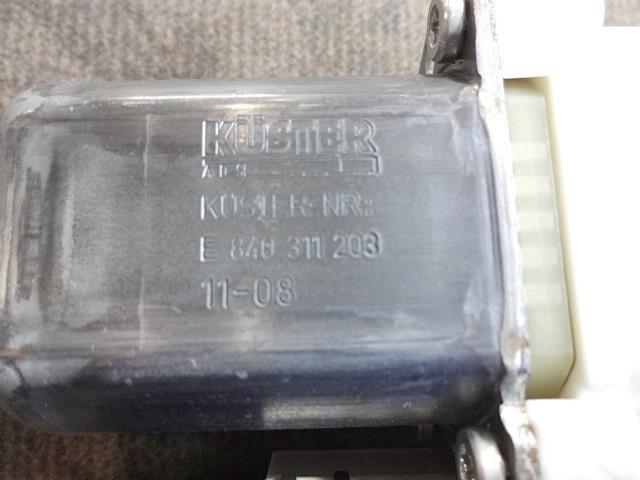 KÜSTER
KÜSTER-NR:
E 840 311 203
11-08